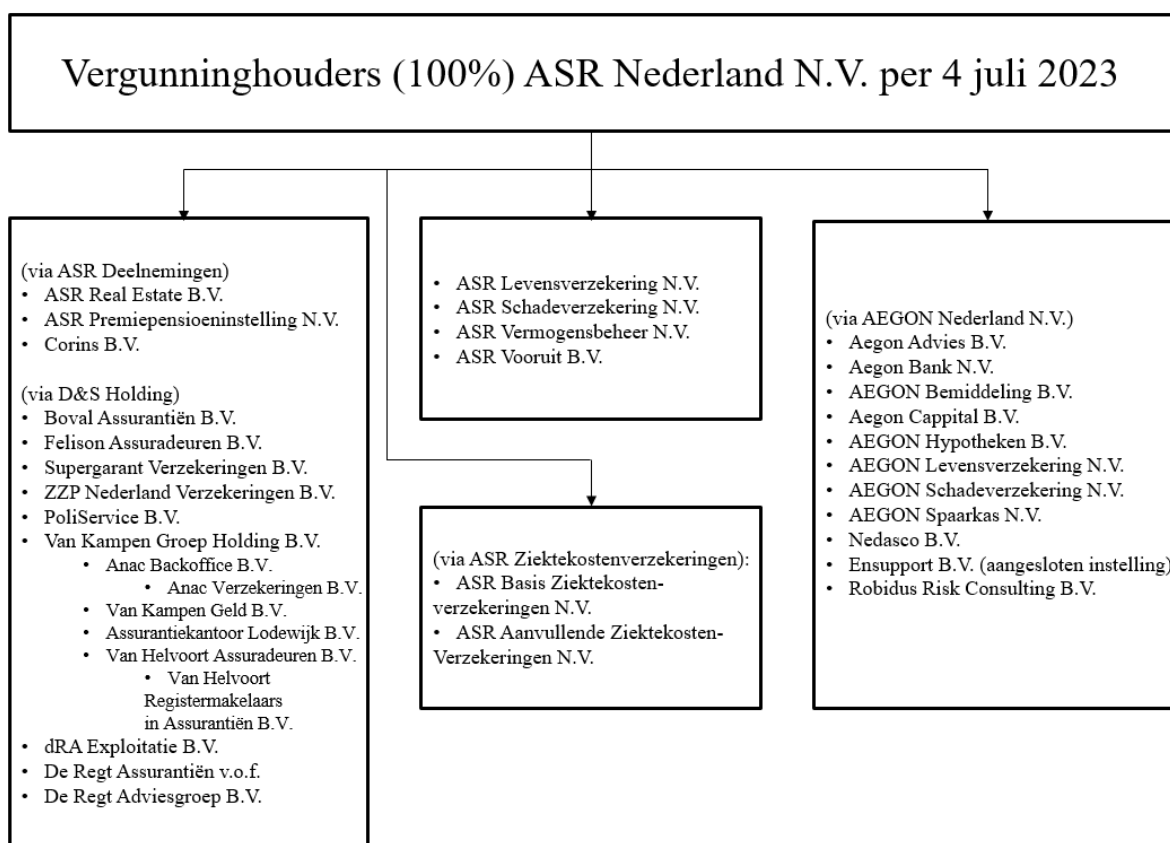 Vergunninghouders (100%) ASR Nederland N.V. per 4 juli 2023
(via ASR Deelnemingen)
• ASR Real Estate B.V.
• ASR Premiepensioeninstelling N.V.
• Corins B.V.
(via D&S Holding)
• Boval Assurantiën B.V.
• Felison Assuradeuren B.V.
• Supergarant Verzekeringen B.V.
• ZZP Nederland Verzekeringen B.V.
• PoliService B.V.
• Van Kampen Groep Holding B.V.
• Anac Backoffice B.V.
• Anac Verzekeringen B.V.
• Van Kampen Geld B.V.
• Assurantiekantoor Lodewijk B.V.
• Van Helvoort Assuradeuren B.V.
• Van Helvoort
Registermakelaars
in Assurantiën B.V.
• dRA Exploitatie B.V.
• De Regt Assurantiën v.o.f.
• De Regt Adviesgroep B.V.
• ASR Levensverzekering N.V.
• ASR Schadeverzekering N.V.
• ASR Vermogensbeheer N.V.
• ASR Vooruit B.V.
(via ASR Ziektekostenverzekeringen):
• ASR Basis Ziektekosten-
verzekeringen N.V.
• ASR Aanvullende Ziektekosten-
Verzekeringen N.V.
(via AEGON Nederland N.V.)
• Aegon Advies B.V.
• Aegon Bank N.V.
• AEGON Bemiddeling B.V.
• Aegon Cappital B.V.
• AEGON Hypotheken B.V.
• AEGON Levensverzekering N.V.
• AEGON Schadeverzekering N.V.
• AEGON Spaarkas N.V.
• Nedasco B.V.
• Ensupport B.V. (aangesloten instelling)
• Robidus Risk Consulting B.V.